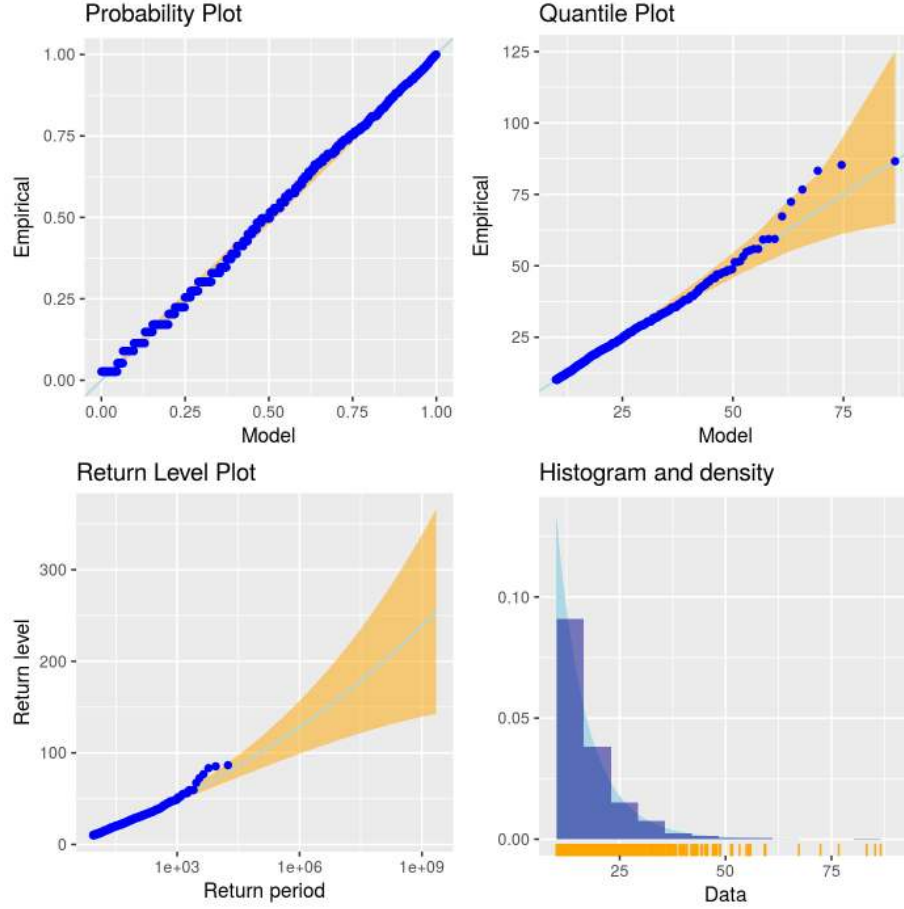 Probability Plot
1.00
0.75
0.50
0.25
0.00
0.00 0.25 0.50 0.75 1.00
Model
Empirical
Quantile Plot
125
100
75
50
25
25 50 75
Model
Empirical
Return Level Plot
300
200
100
0
1e+03 1e+06 1e+09
Return period
Return level
Histogram and density
0.10
0.05
0.00
25 50 75
Data